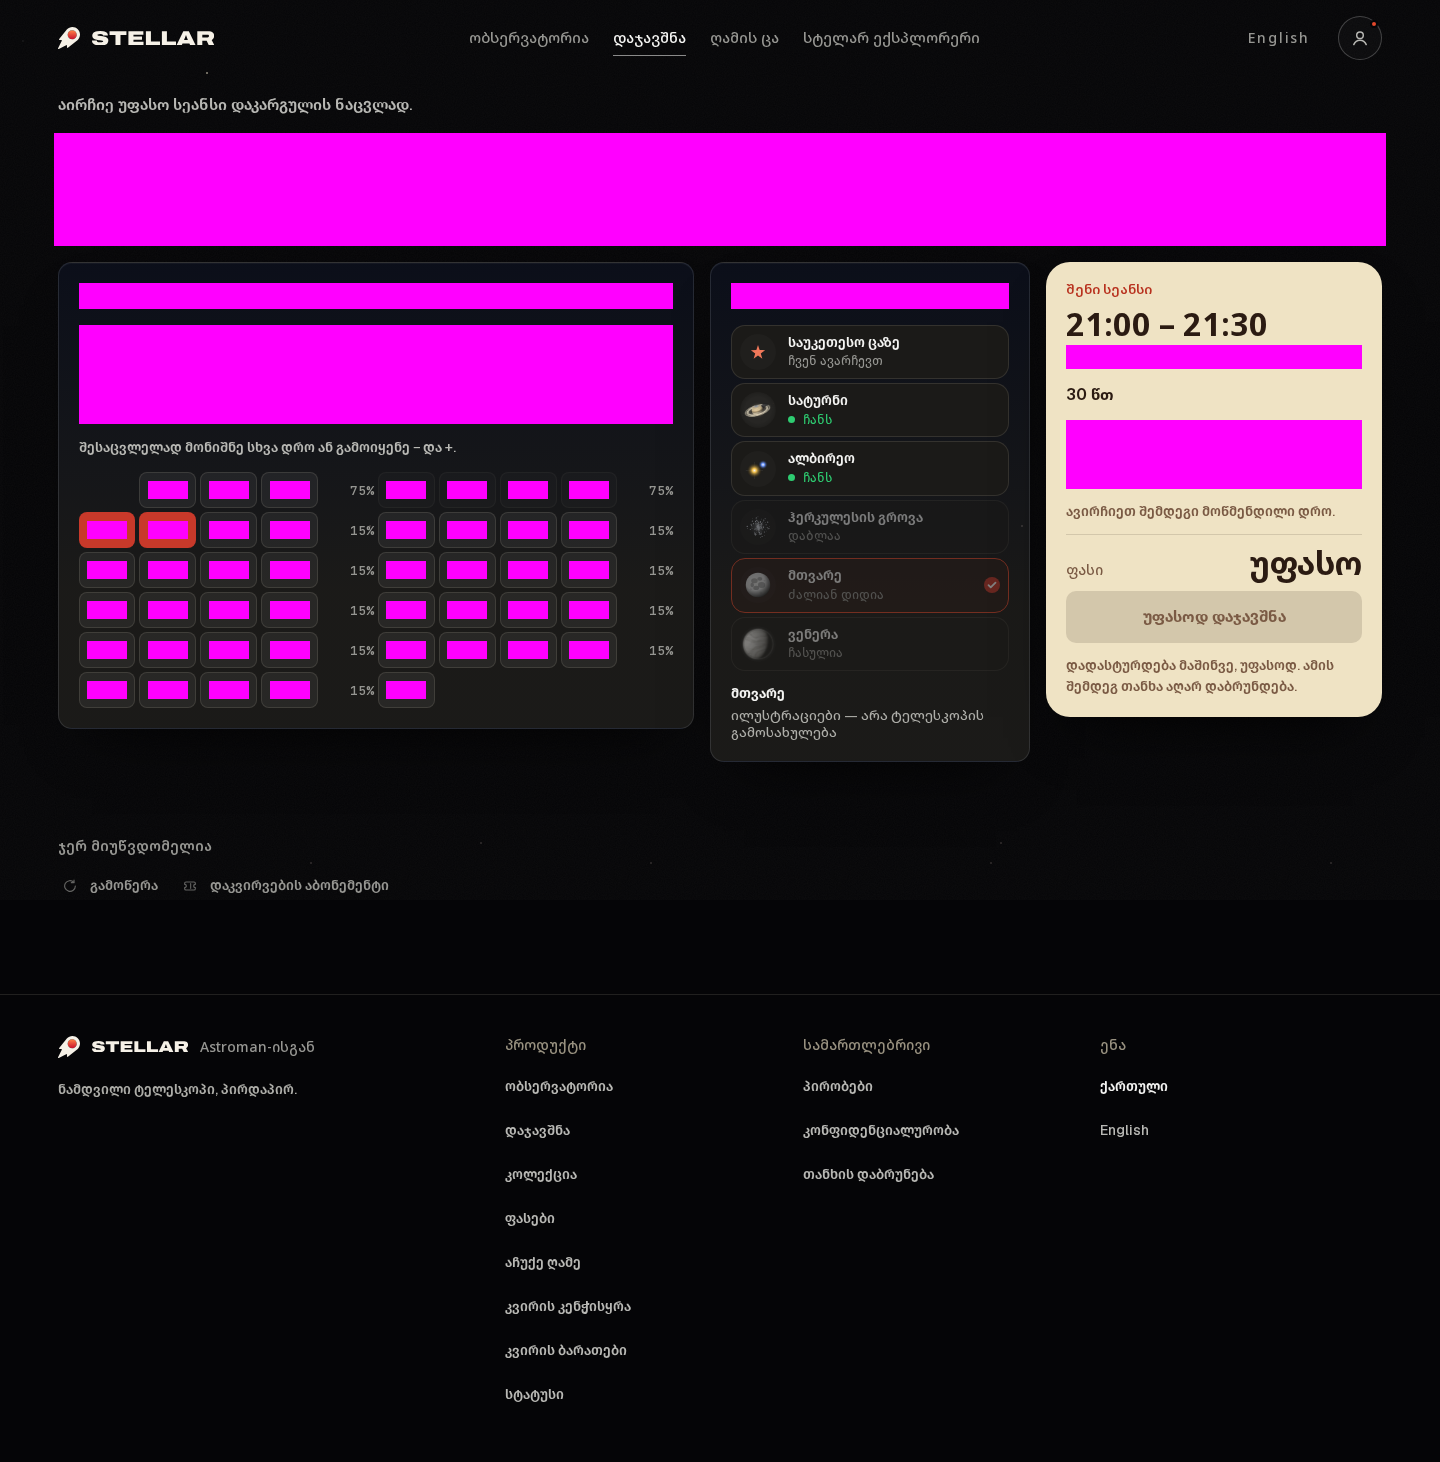 STELLAR
ობსერვატორია
დაჯავშნა
ღამის ცა
სტელარ ექსპლორერი
English
აირჩიე უფასო სეანსი დაკარგულის ნაცვლად.
შესაცვლელად მონიშნე სხვა დრო ან გამოიყენე – და +.
75% 75%
15% 15%
15% 15%
15% 15%
15% 15%
15%
საუკეთესო ცაზე
ჩვენ ავარჩევთ
სატურნი
ჩანს
ალბირეო
ჩანს
ჰერკულესის გროვა
დაბლაა
მთვარე
ძალიან დიდია
ვენერა
ჩასულია
მთვარე
ილუსტრაციები — არა ტელესკოპის
გამოსახულება
შენი სეანსი
21:00 – 21:30
30 წთ
ავირჩიეთ შემდეგი მოწმენდილი დრო.
ფასი უფასო
უფასოდ დაჯავშნა
დადასტურდება მაშინვე, უფასოდ. ამის
შემდეგ თანხა აღარ დაბრუნდება.
ჯერ მიუწვდომელია
გამოწერა
დაკვირვების აბონემენტი
STELLAR Astroman-ისგან
ნამდვილი ტელესკოპი, პირდაპირ.
პროდუქტი
ობსერვატორია
დაჯავშნა
კოლექცია
ფასები
აჩუქე ღამე
კვირის კენჭისყრა
კვირის ბარათები
სტატუსი
სამართლებრივი
პირობები
კონფიდენციალურობა
თანხის დაბრუნება
ენა
ქართული
English